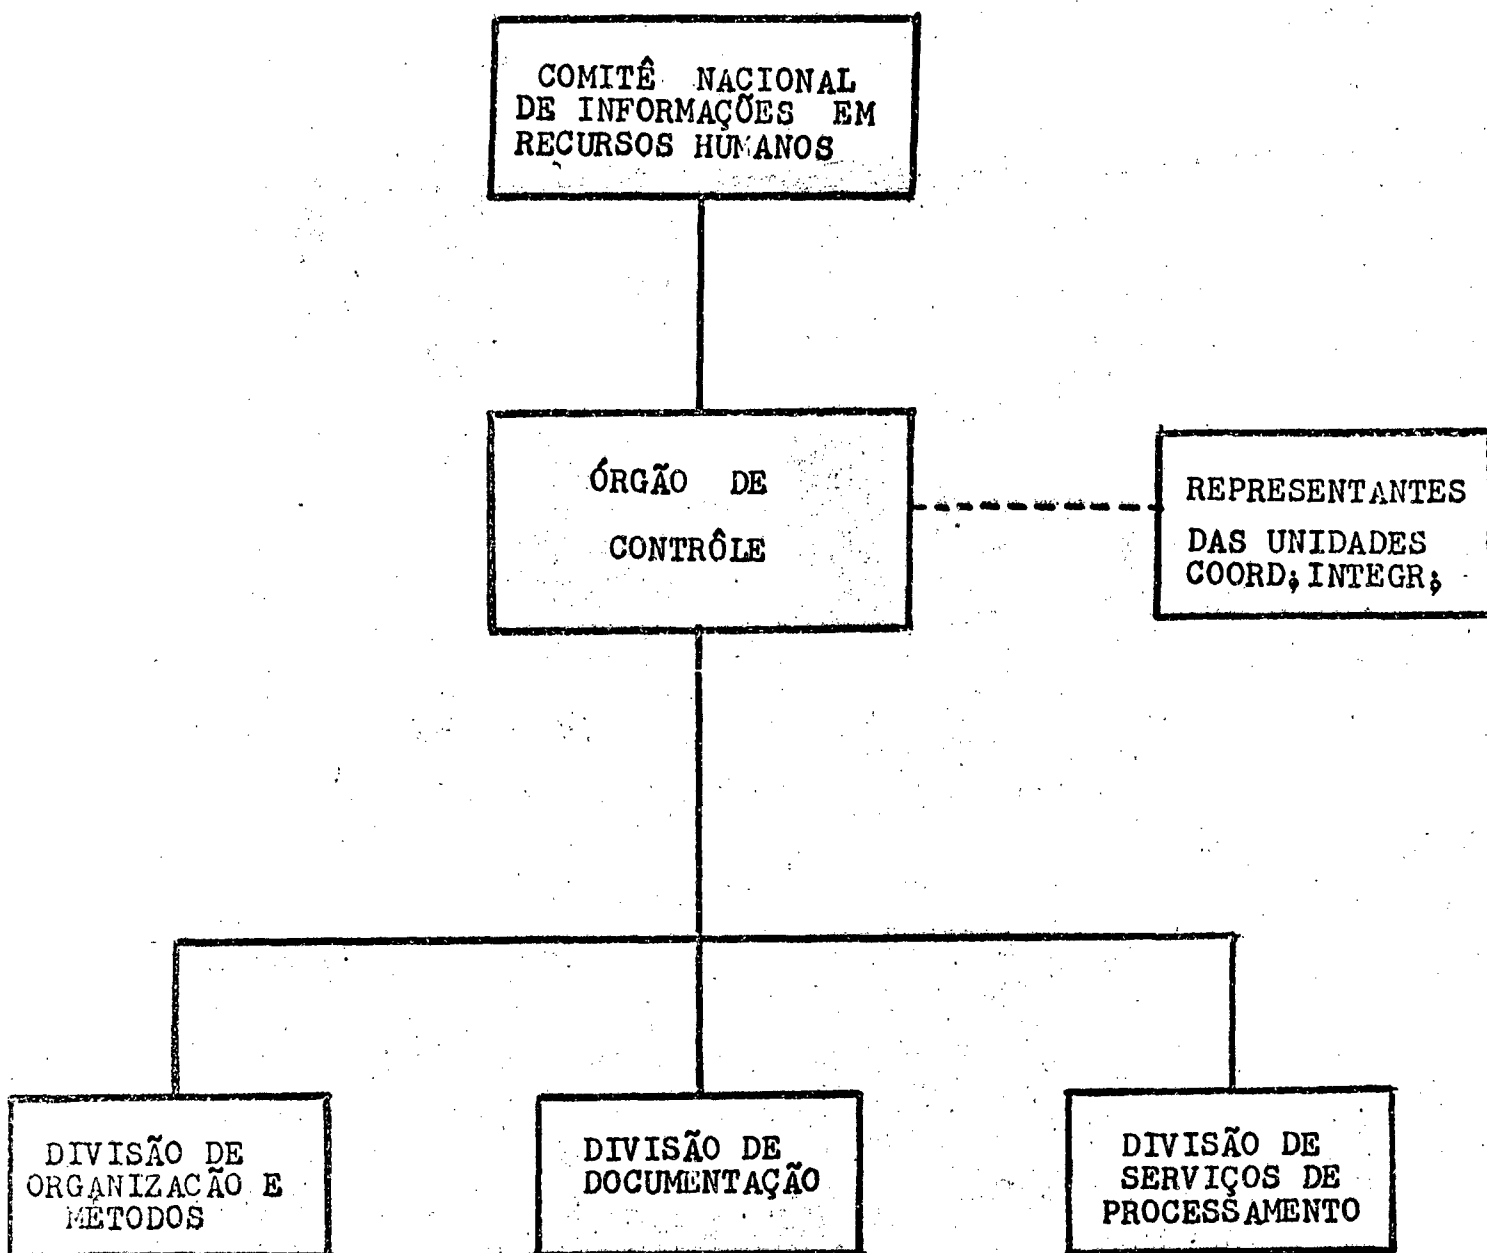 COMITÊ NACIONAL
DE INFORMAÇÕES EM
RECURSOS HUMANOS
ÓRGÃO DE
CONTRÔLE
REPRESENTANTES
DAS UNIDADES
COORD; INTEGR;
DIVISÃO DE
ORGANIZACÃO E
MÉTODOS
DIVISÃO DE
DOCUMENTAÇÃO
DIVISÃO DE
SERVIÇOS DE
PROCESSAMENTO